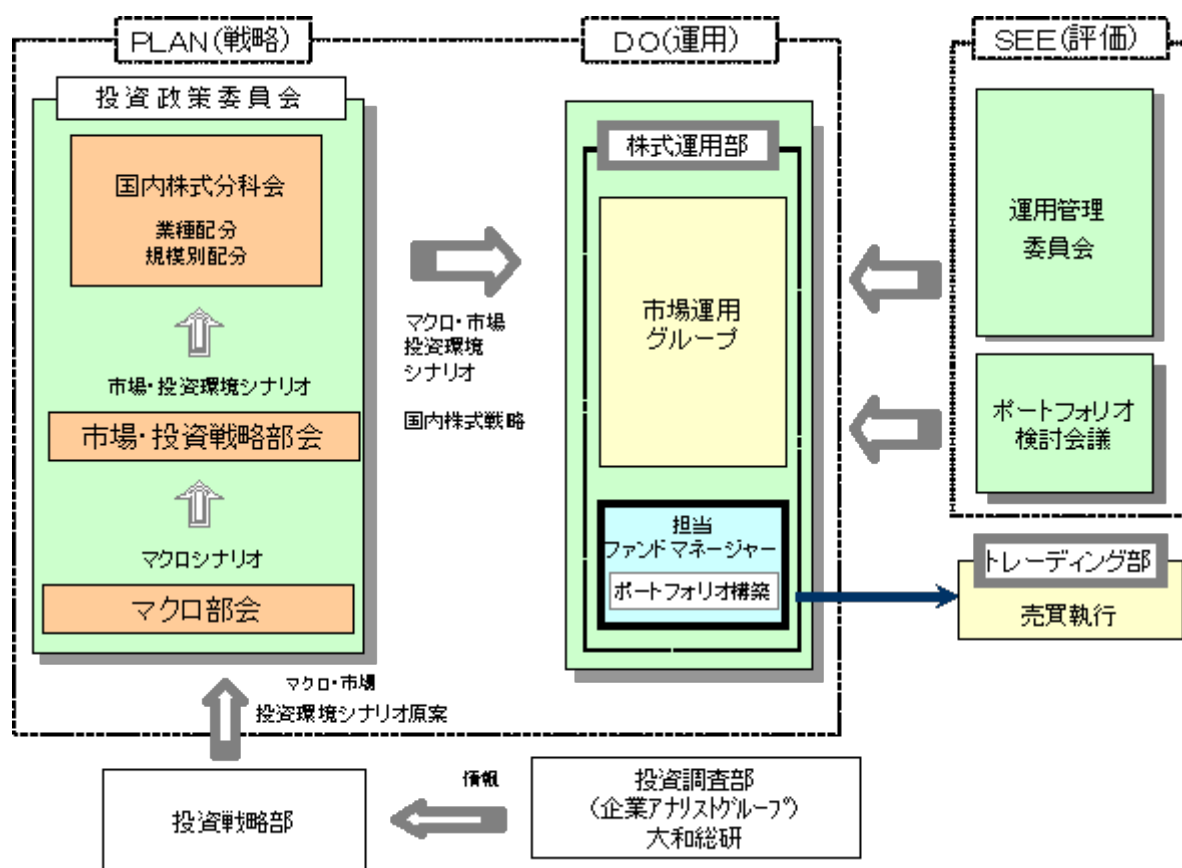 PLAN(戦略)
DO(運用)
SEE(評価)
投資政策委員会
国内株式分科会
業種配分
規模別配分
市場・投資環境シナリオ
市場・投資戦略部会
マクロシナリオ
マクロ部会
マクロ・市場
投資環境
シナリオ
国内株式戦略
株式運用部
市場運用
グループ
担当
ファンドマネージャー
ポートフォリオ構築
運用管理
委員会
ポートフォリオ
検討会議
トレーディング部
売買執行
マクロ・市場
投資環境シナリオ原案
投資戦略部
情報
投資調査部
(企業アナリストグループ)
大和総研